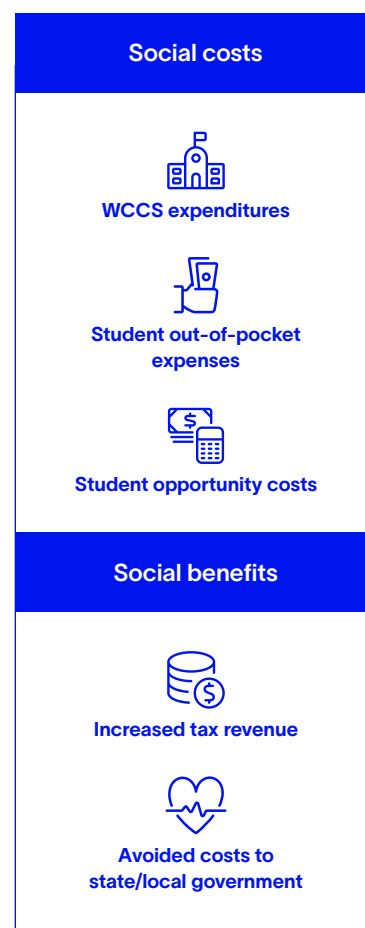 Social costs
WCCS expenditures
Student out-of-pocket
expenses
$
Student opportunity costs
Social benefits
$
Increased tax revenue
Avoided costs to
state/local government